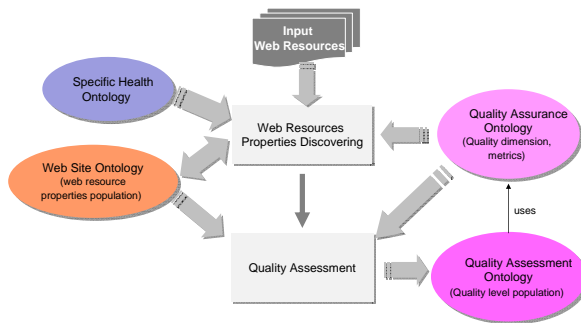 Input
Web Resources
Specific Health
Ontology
Web Resources
Properties Discovering
Quality Assurance
Ontology
(Quality dimension,
metrics)
Web Site Ontology
(web resource
properties population)
uses
Quality Assessment
Quality Assessment
Ontology
(Quality level population)